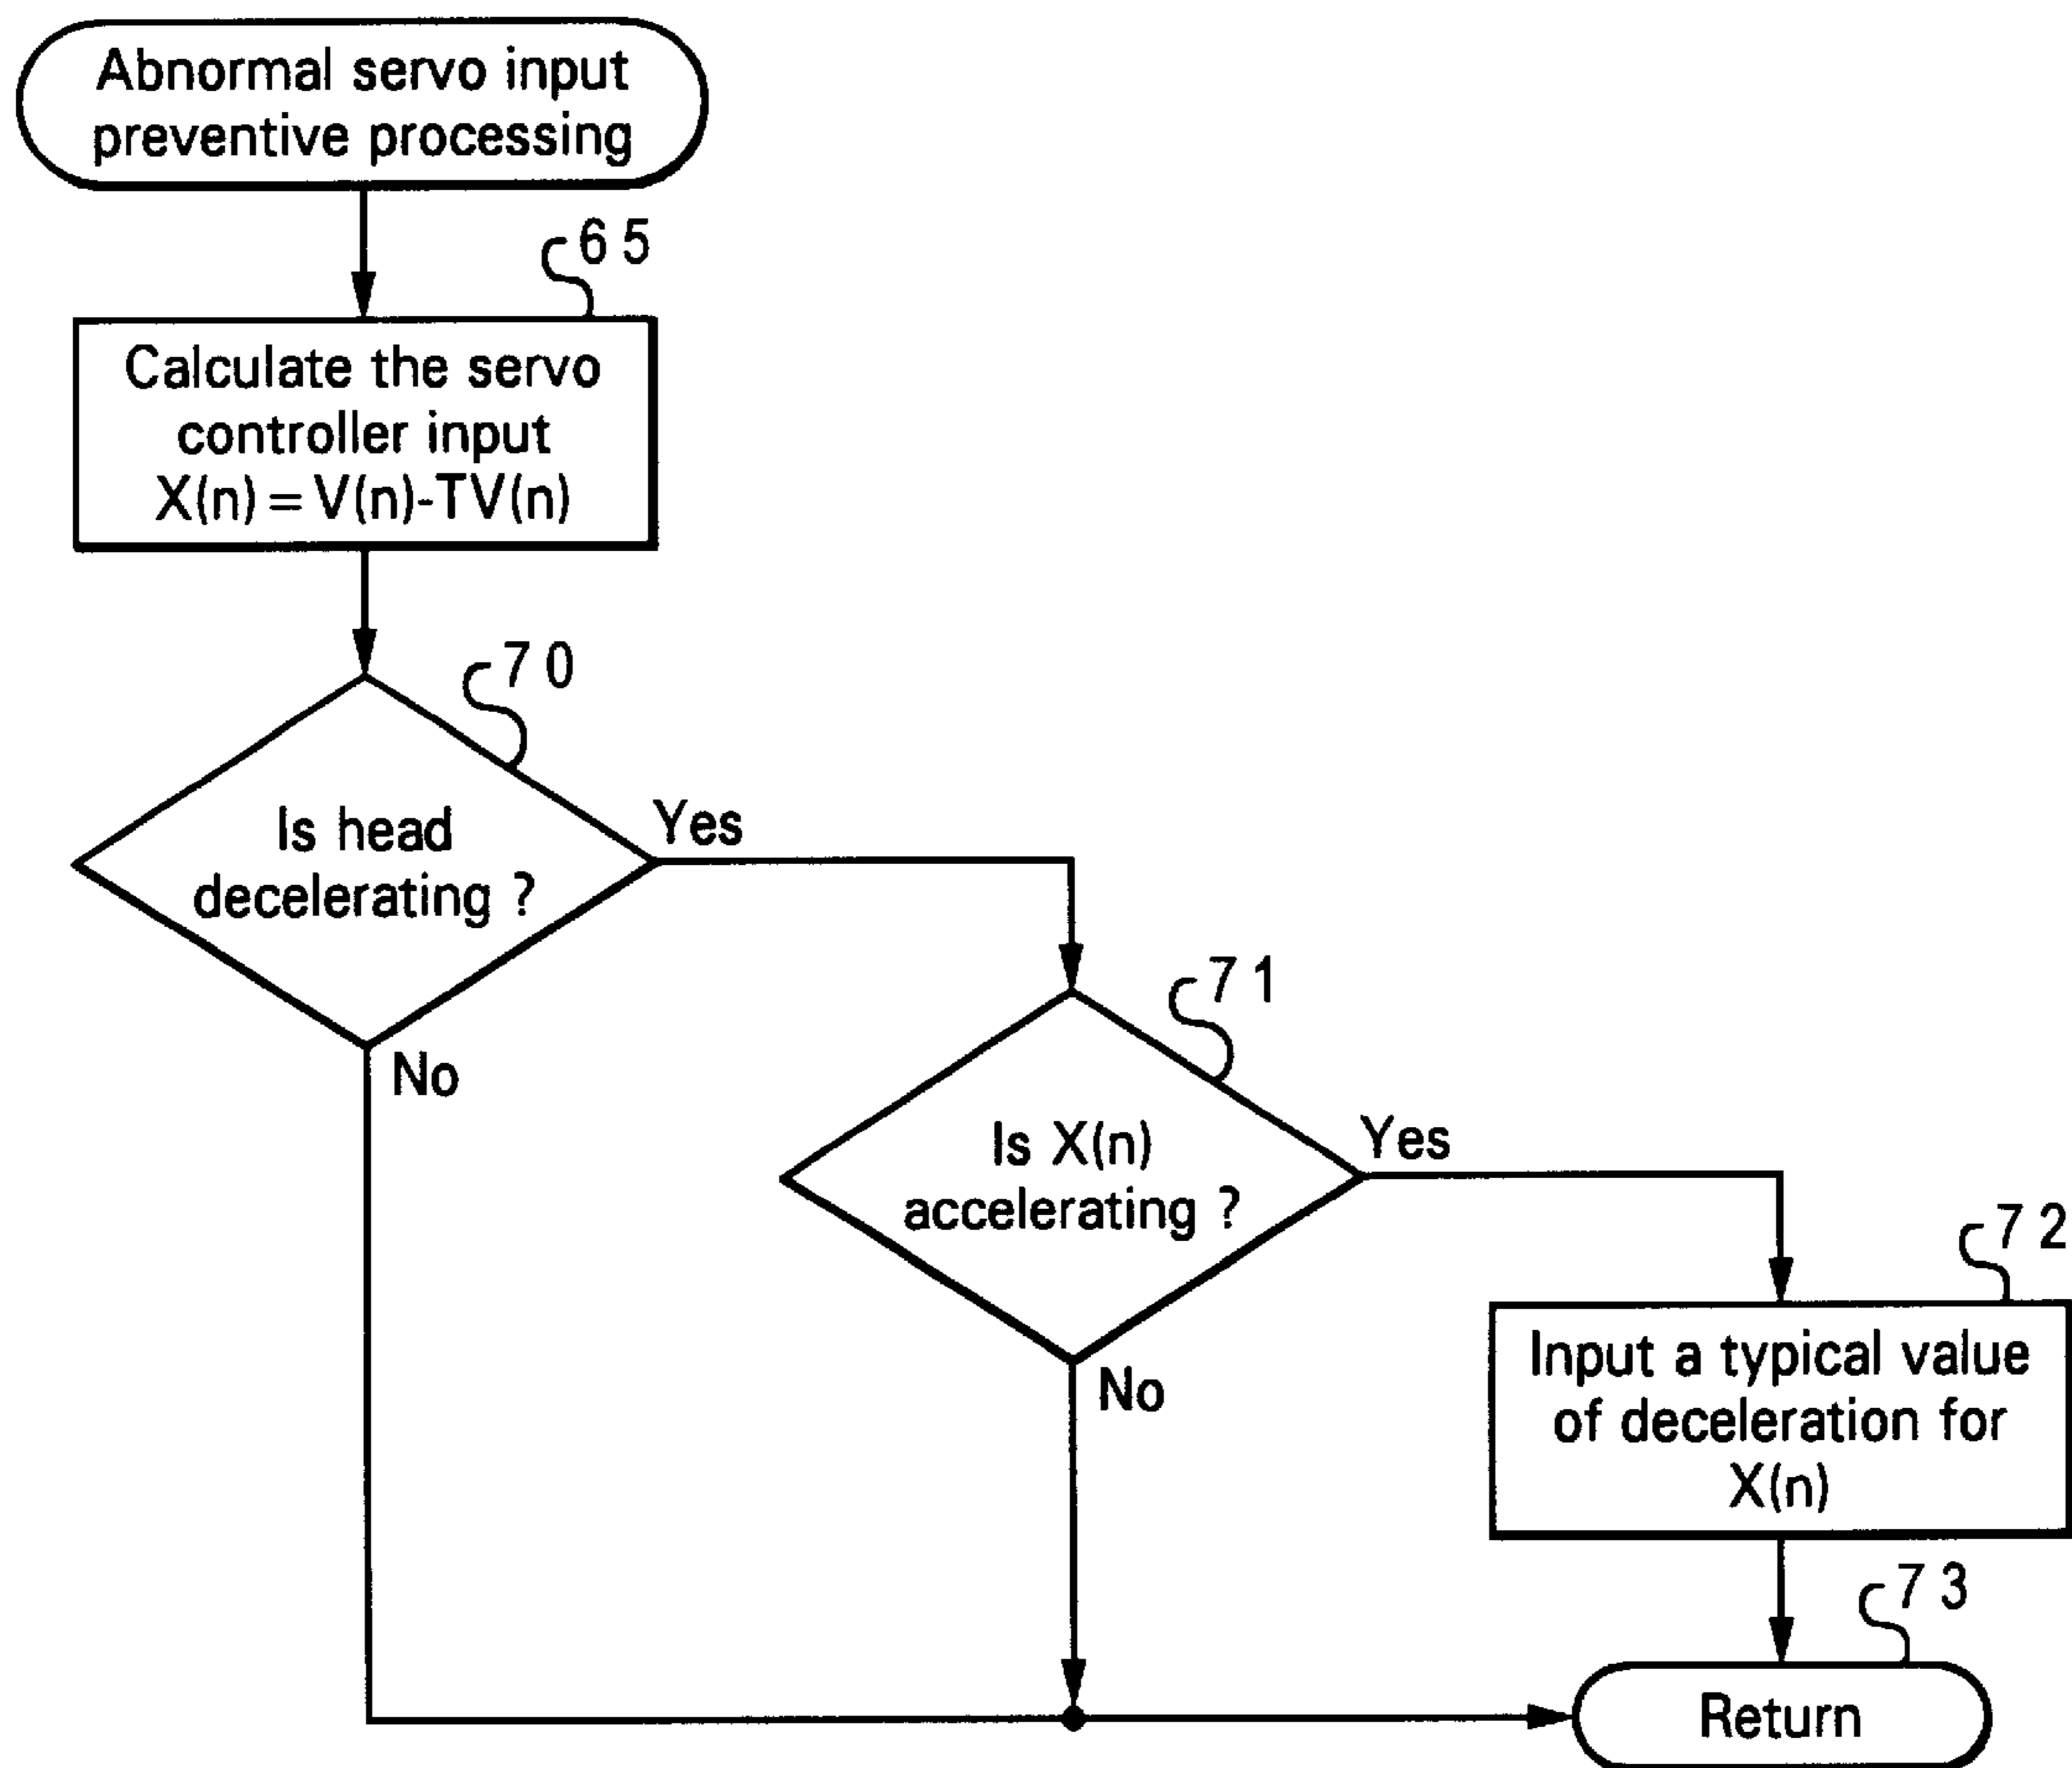 Abnormal servo input
preventive processing
65
Calculate the servo
controller input
X(n)=V(n)-TV(n)
70
Is head
decelerating ?
Yes
No
71
Is X(n)
accelerating ?
Yes
No
72
Input a typical value
of deceleration for
X(n)
73
Return